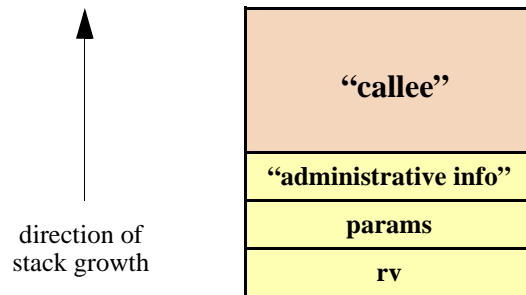 “callee”
“administrative info”
params
rv
direction of
stack growth